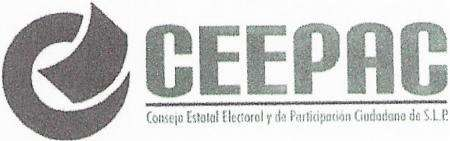 CEEPAC
Consejo Estatal Electoral y de Participación Ciudadana de S.L.P.